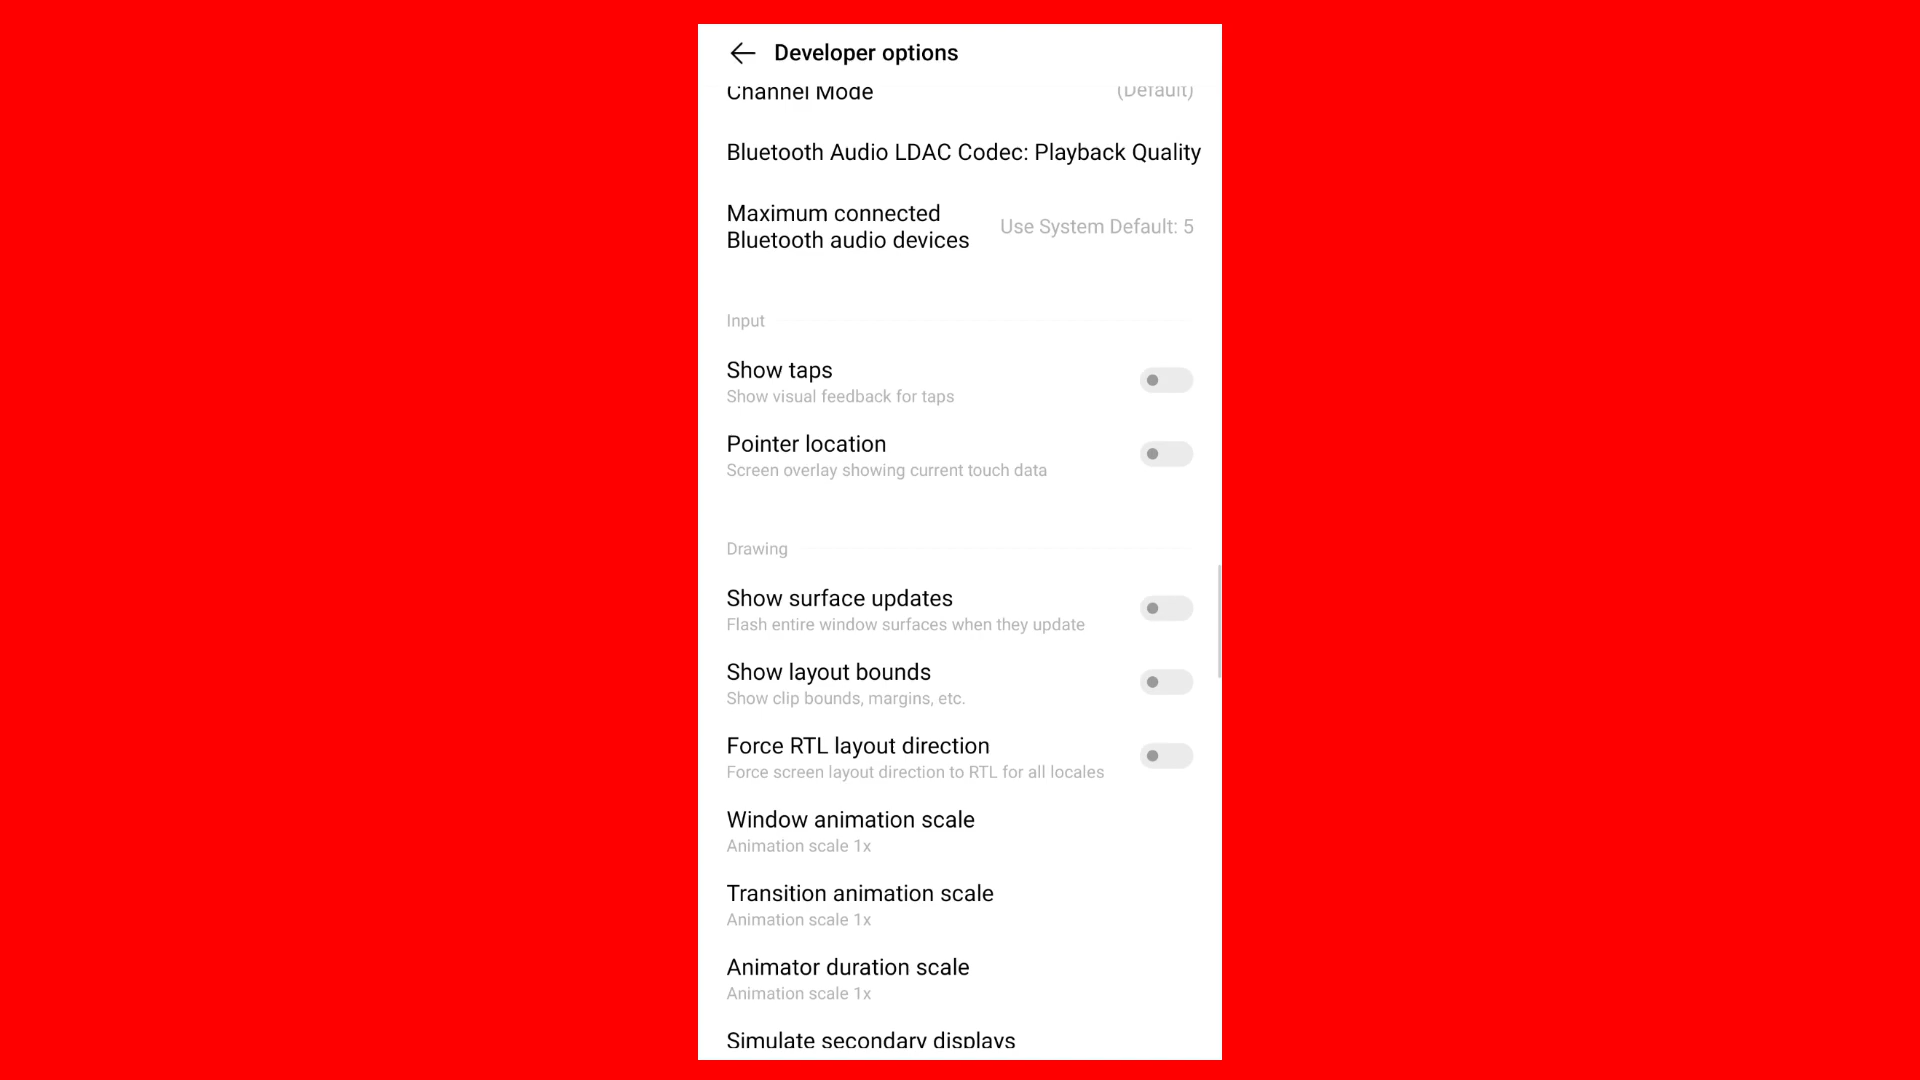 Developer options
Channel Mode
(Default)
Bluetooth Audio LDAC Codec: Playback Quality
Maximum connected
Bluetooth audio devices
Use System Default: 5
Input
Show taps
Show visual feedback for taps
Pointer location
Screen overlay showing current touch data
Drawing
Show surface updates
Flash entire window surfaces when they update
Show layout bounds
Show clip bounds, margins, etc.
Force RTL layout direction
Force screen layout direction to RTL for all locales
Window animation scale
Animation scale 1x
Transition animation scale
Animation scale 1x
Animator duration scale
Animation scale 1x
Simulate secondary displays